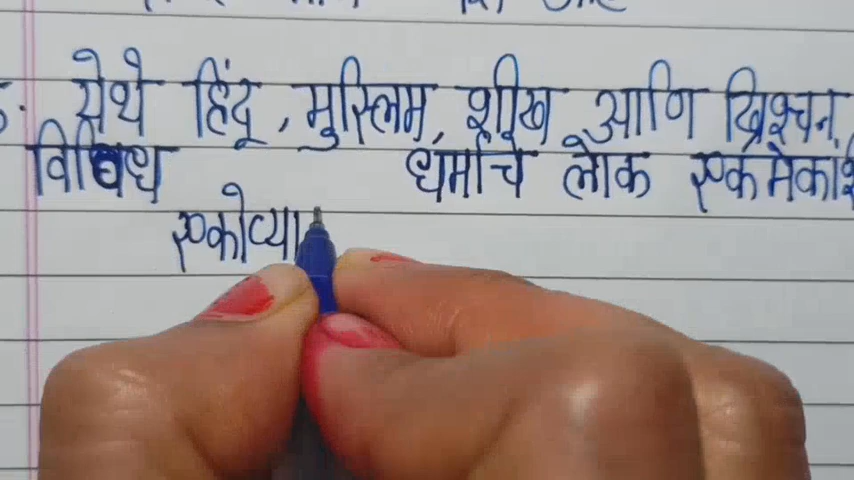 येथे हिंदू, मुस्लिम, शीख आणि ख्रिश्चन,
विविध धर्माचे लोक एकमेकांशी
एकोप्या